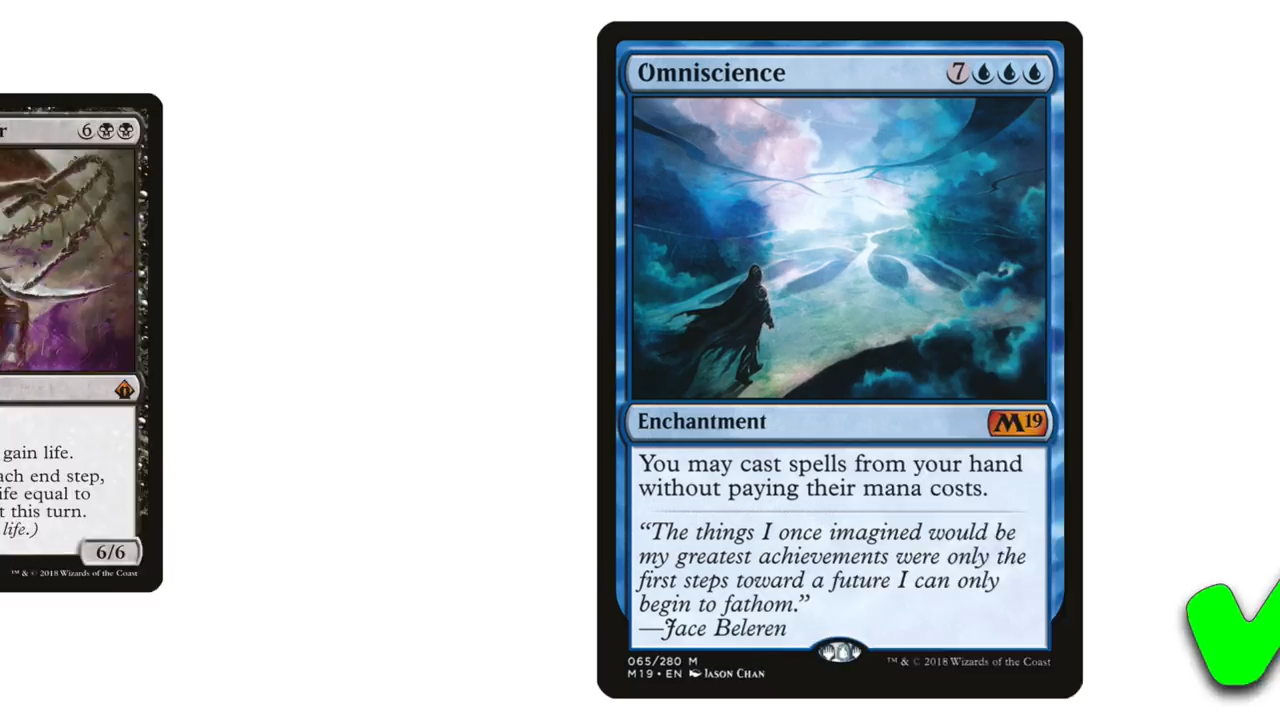 r 6
gain life.
ach end step,
ife equal to
t this turn.
life.)
6/6
™ & © 2018 Wizards of the Coast
Omniscience 7
Enchantment M19
You may cast spells from your hand
without paying their mana costs.
“The things I once imagined would be
my greatest achievements were only the
first steps toward a future I can only
begin to fathom.”
—Jace Beleren
065/280 M
M19 • EN Jason Chan
™ & © 2018 Wizards of the Coast